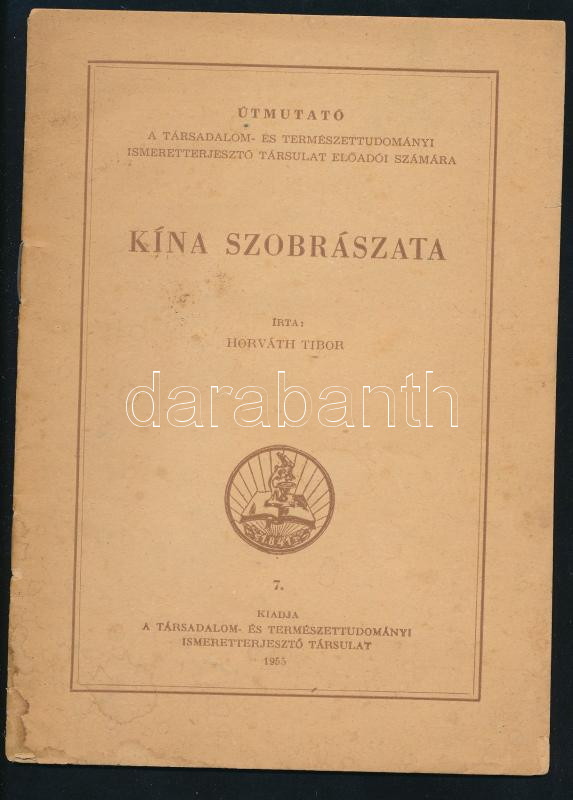 ÚTMUTATÓ
A TÁRSADALOM- ÉS TERMÉSZETTUDOMÁNYI
ISMERETTERJESZTŐ TÁRSULAT ELŐADÓI SZÁMÁRA
KÍNA SZOBRÁSZATA
ÍRTA:
HORVÁTH TIBOR
darabanth
1841
7.
KIADJA
A TÁRSADALOM- ÉS TERMÉSZETTUDOMÁNYI
ISMERETTERJESZTŐ TÁRSULAT
1955